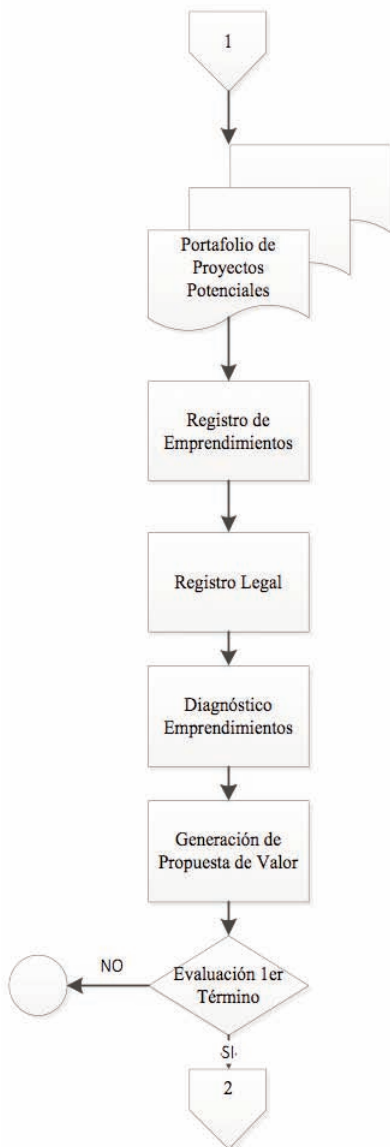 1
Portafolio de
Proyectos
Potenciales
Registro de
Emprendimientos
Registro Legal
Diagnóstico
Emprendimientos
Generación de
Propuesta de Valor
Evaluación 1er
Término
NO
SI
2